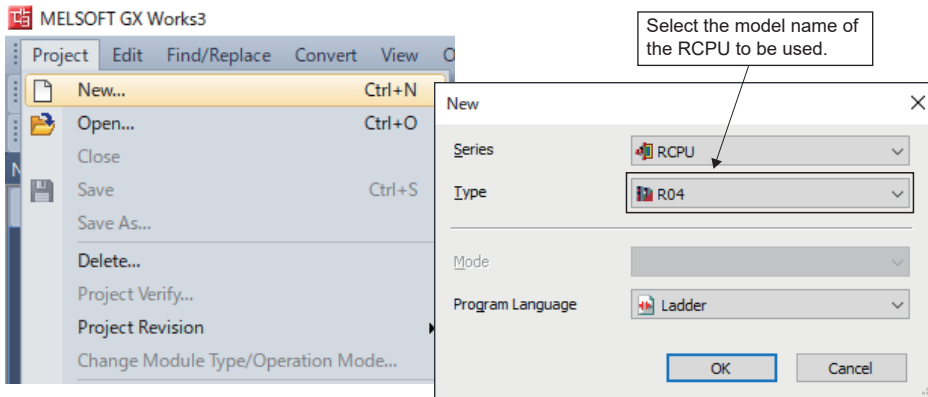 MELSOFT GX Works3
Project Edit Find/Replace Convert View
New... Ctrl+N
Open... Ctrl+O
Close
Save Ctrl+S
Save As...
Delete...
Project Verify...
Project Revision
Change Module Type/Operation Mode...
Select the model name of
the RCPU to be used.
New
Series RCPU
Type R04
Mode
Program Language Ladder
OK Cancel